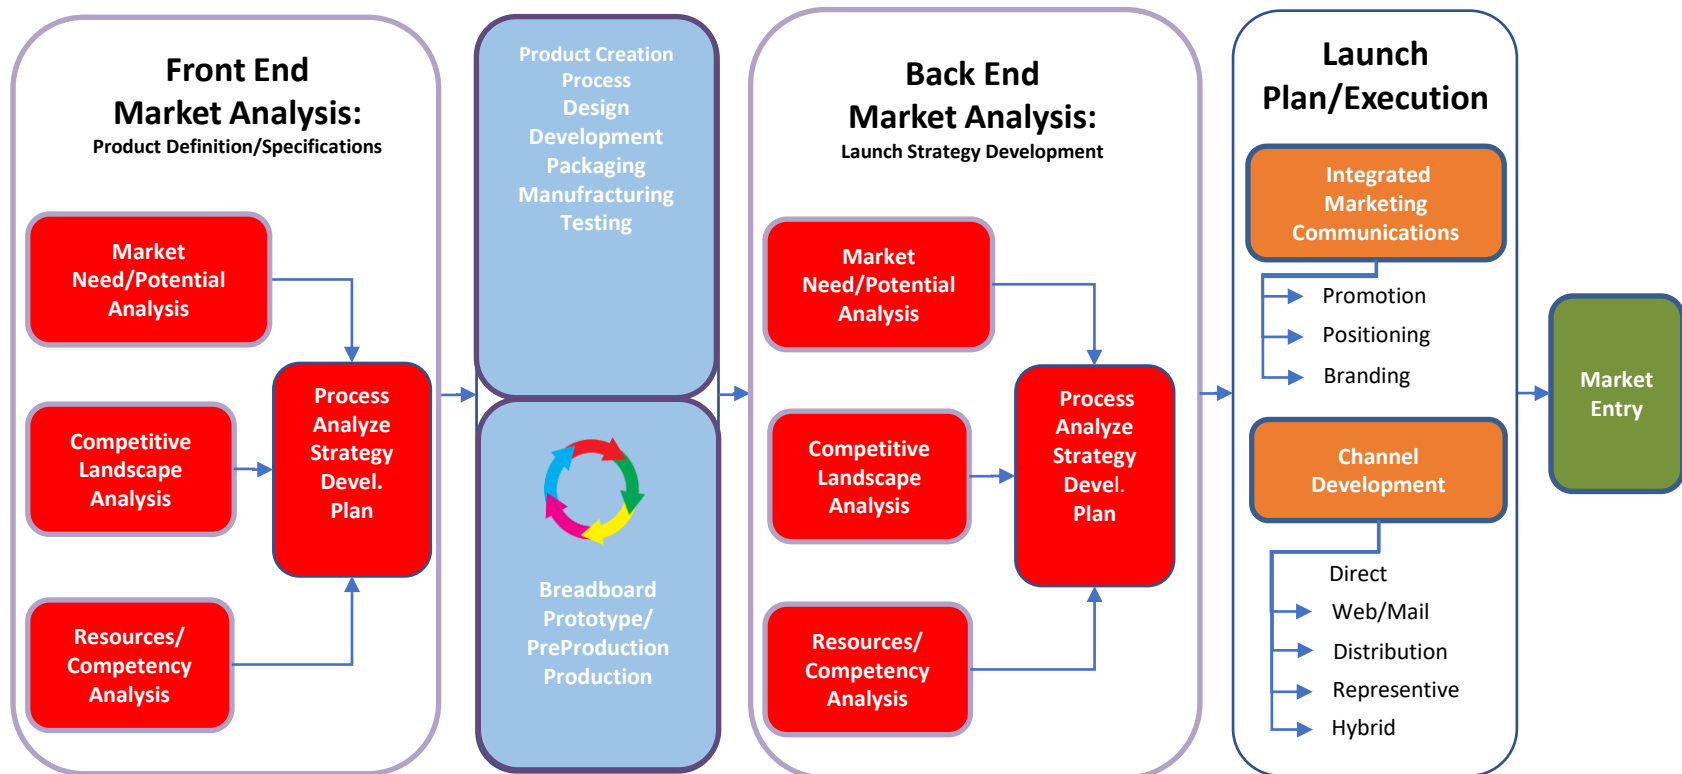 Front End
Market Analysis:
Product Definition/Specifications
Market
Need/Potential
Analysis
Competitive
Landscape
Analysis
Resources/
Competency
Analysis
Process
Analyze
Strategy
Devel.
Plan
Product Creation
Process
Design
Development
Packaging
Manufracturing
Testing
Breadboard
Prototype/
PreProduction
Production
Back End
Market Analysis:
Launch Strategy Development
Market
Need/Potential
Analysis
Competitive
Landscape
Analysis
Resources/
Competency
Analysis
Process
Analyze
Strategy
Devel.
Plan
Launch
Plan/Execution
Integrated
Marketing
Communications
Promotion
Positioning
Branding
Channel
Development
Direct
Web/Mail
Distribution
Representive
Hybrid
Market
Entry